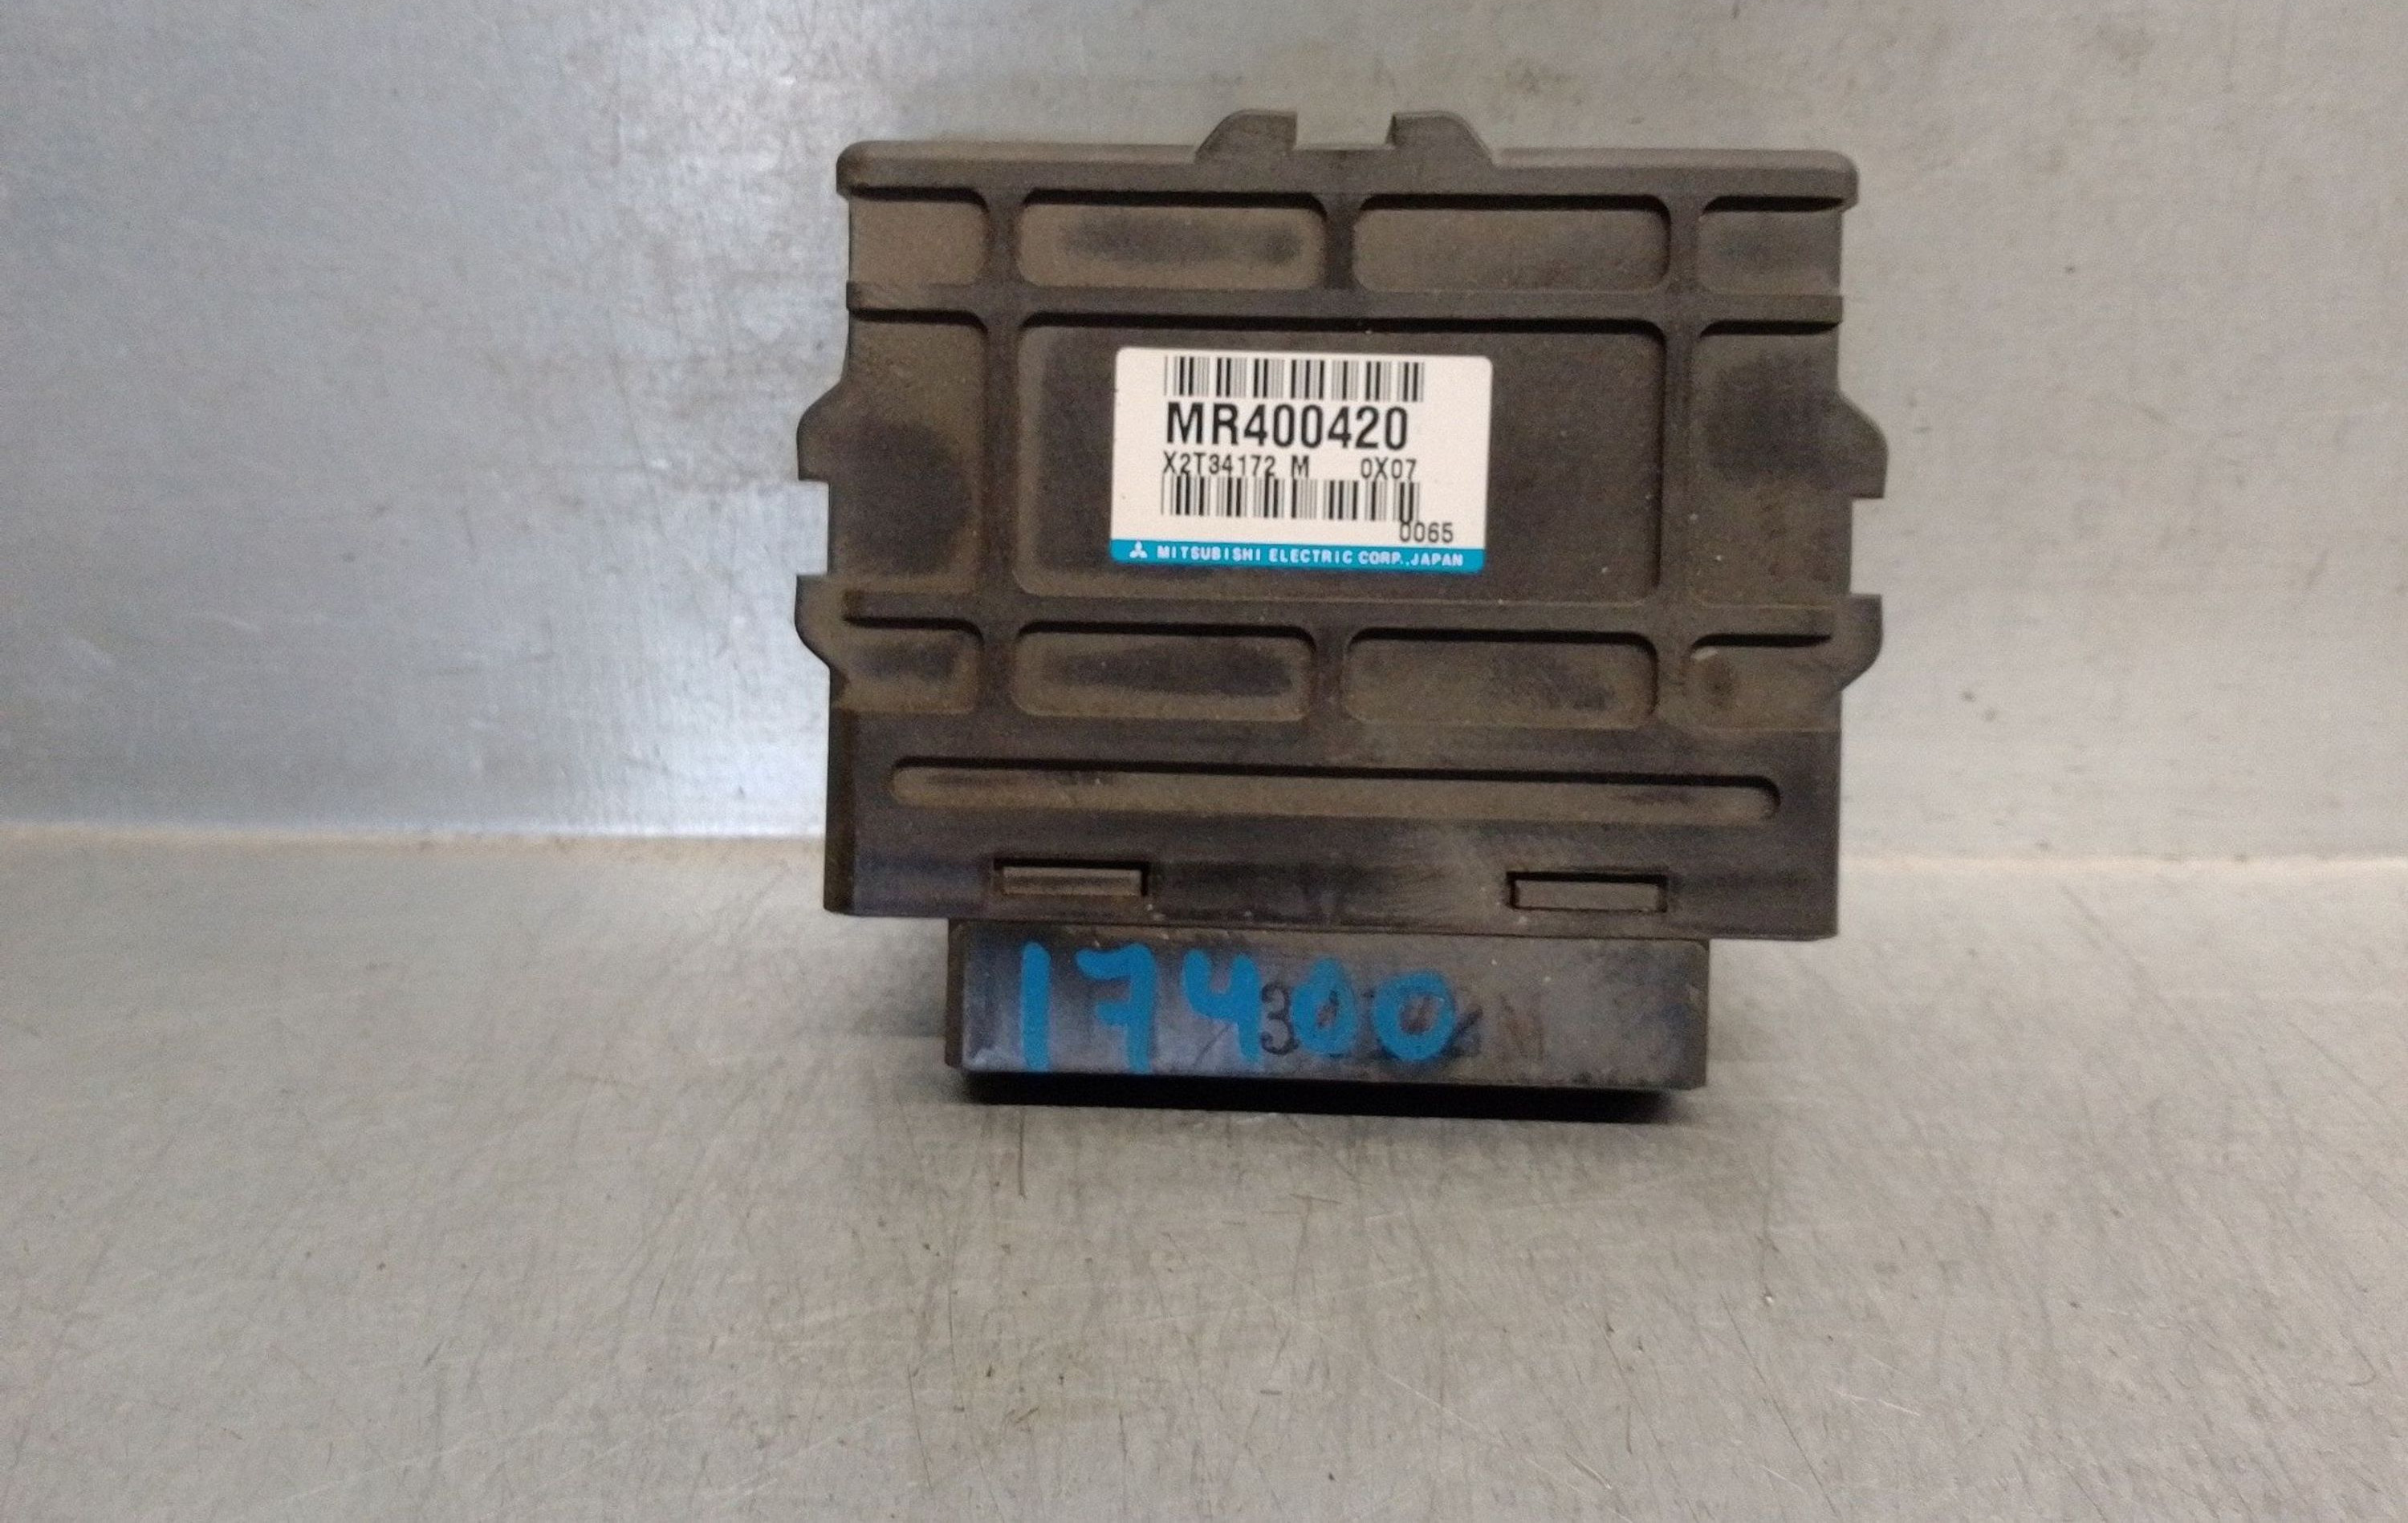 MR400420
X2T34172 M 0X07
0065
MITSUBISHI ELECTRIC CORP.,JAPAN
17400